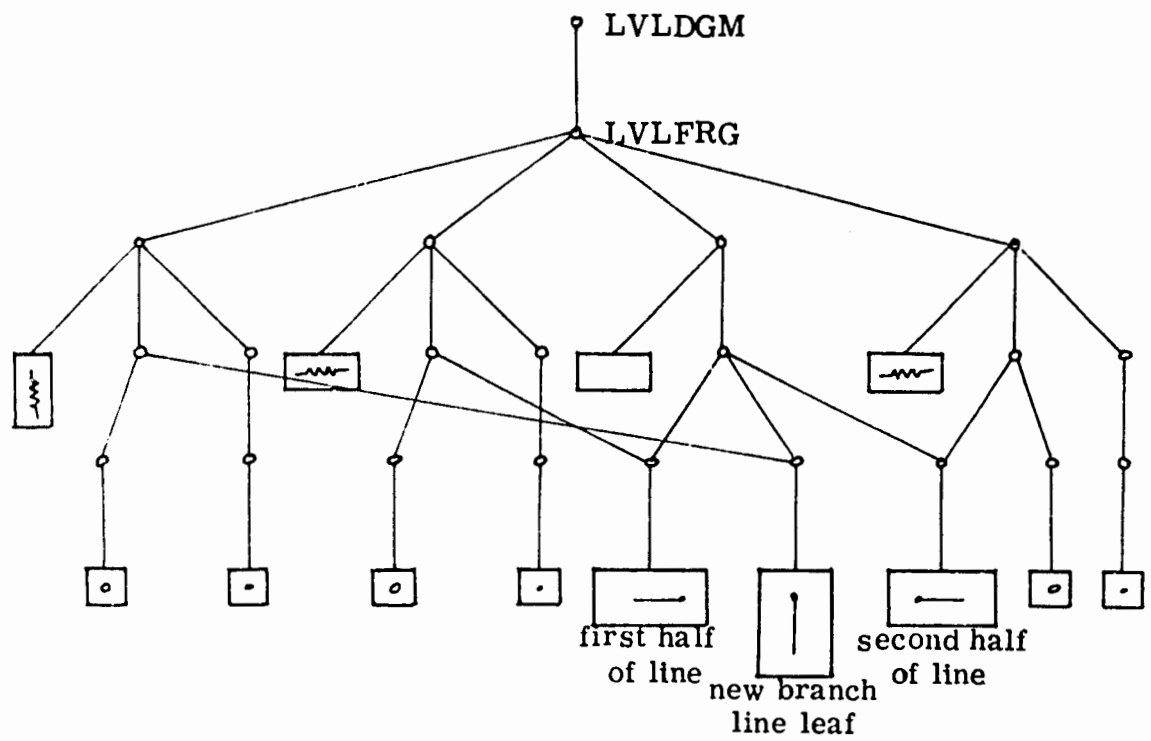 LVLDGM
LVLFRG
first half
of line
new branch
line leaf
second half
of line